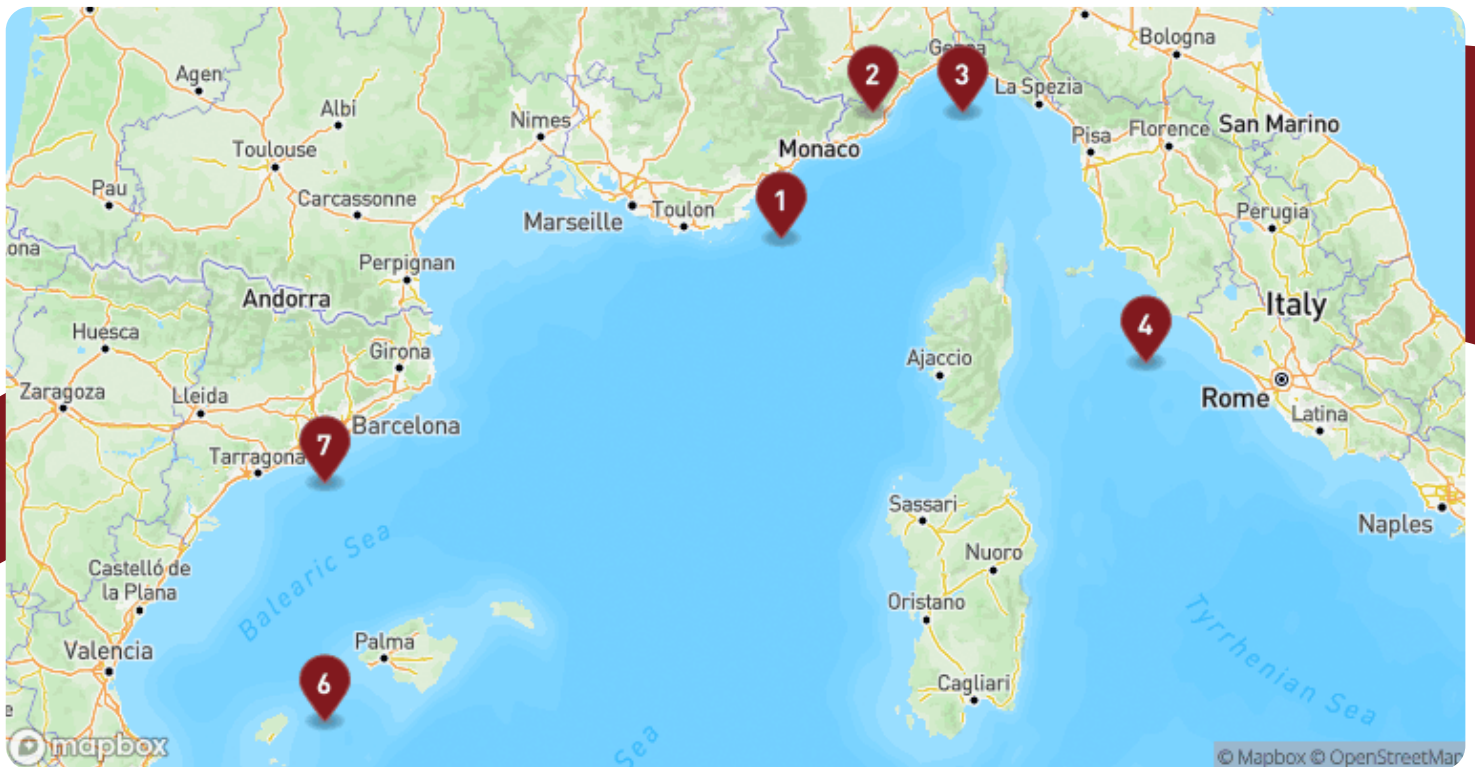 Agen
Albi
Toulouse
Pau
Carcassonne
Nimes
Marseille
Toulon
Monaco
1
2
Genoa
3
La Spezia
Bologna
Pisa
Florence
San Marino
Perugia
ona
Perpignan
Andorra
Huesca
Girona
Zaragoza
Lleida
Barcelona
7
Tarragona
Ajaccio
4
Italy
Rome
Latina
Sassari
Nuoro
Naples
Balearic Sea
Castelló de
la Plana
Oristano
Valencia
Palma
6
Cagliari
Tyrrhenian Sea
e
Sea
mapbox
© Mapbox © OpenStreetMap